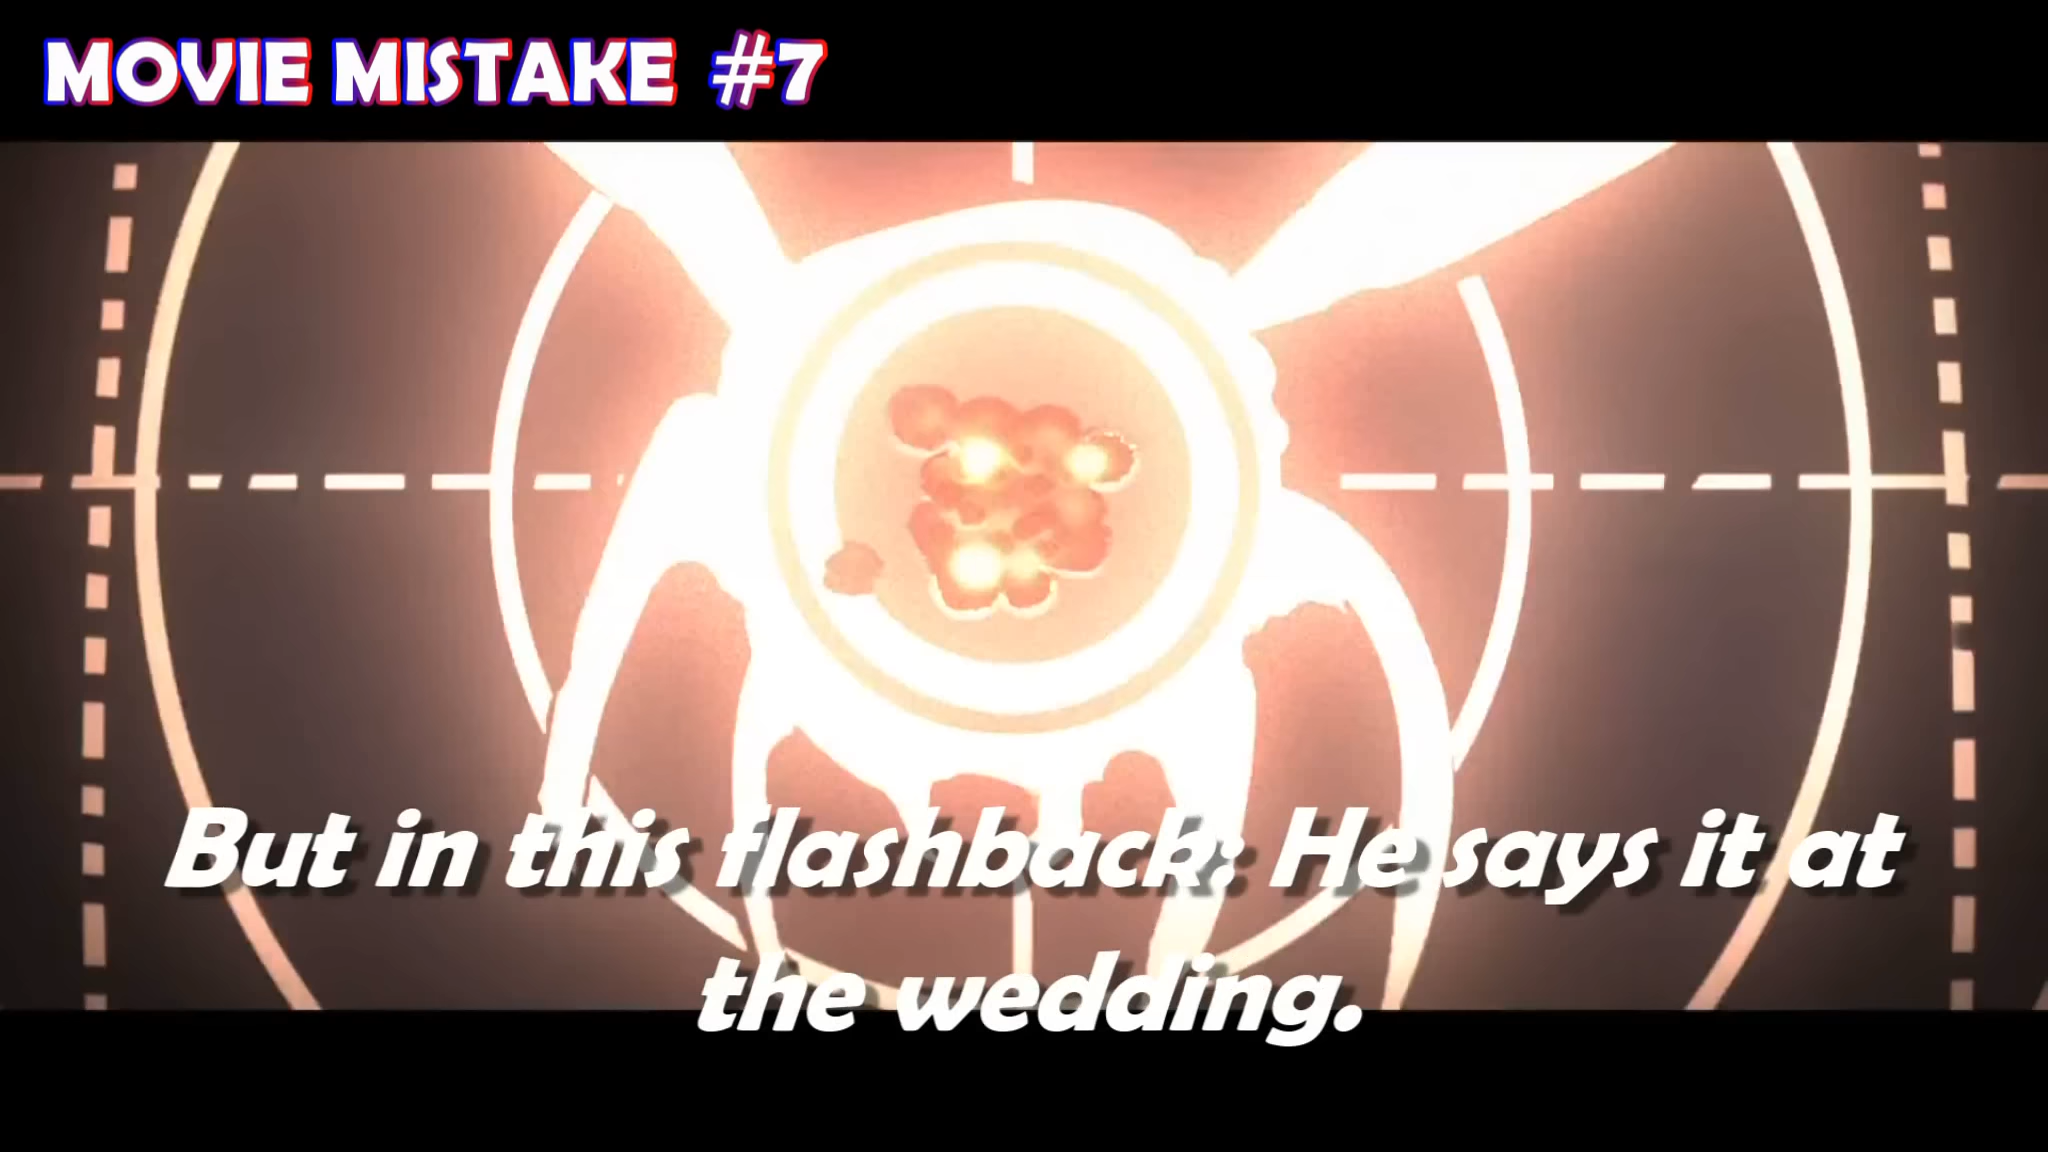 MOVIE MISTAKE #7
But in this flashback: He says it at
the wedding.